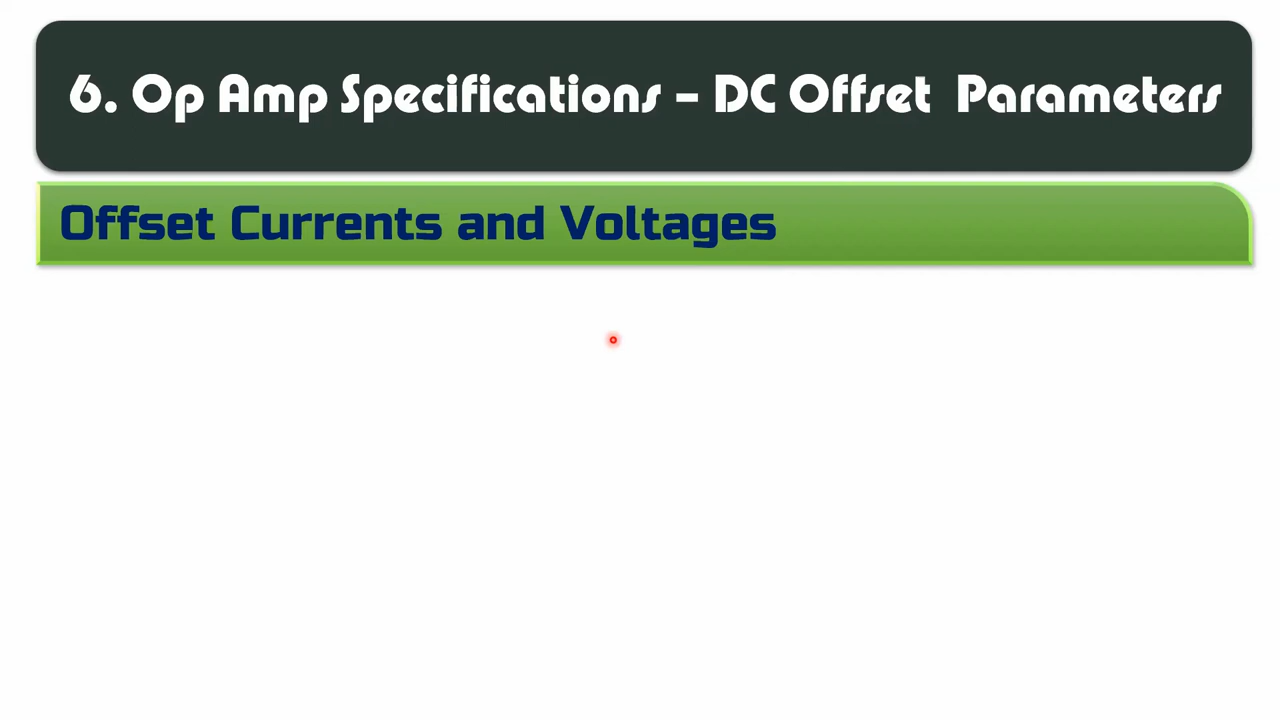 6. Op Amp Specifications – DC Offset Parameters
Offset Currents and Voltages